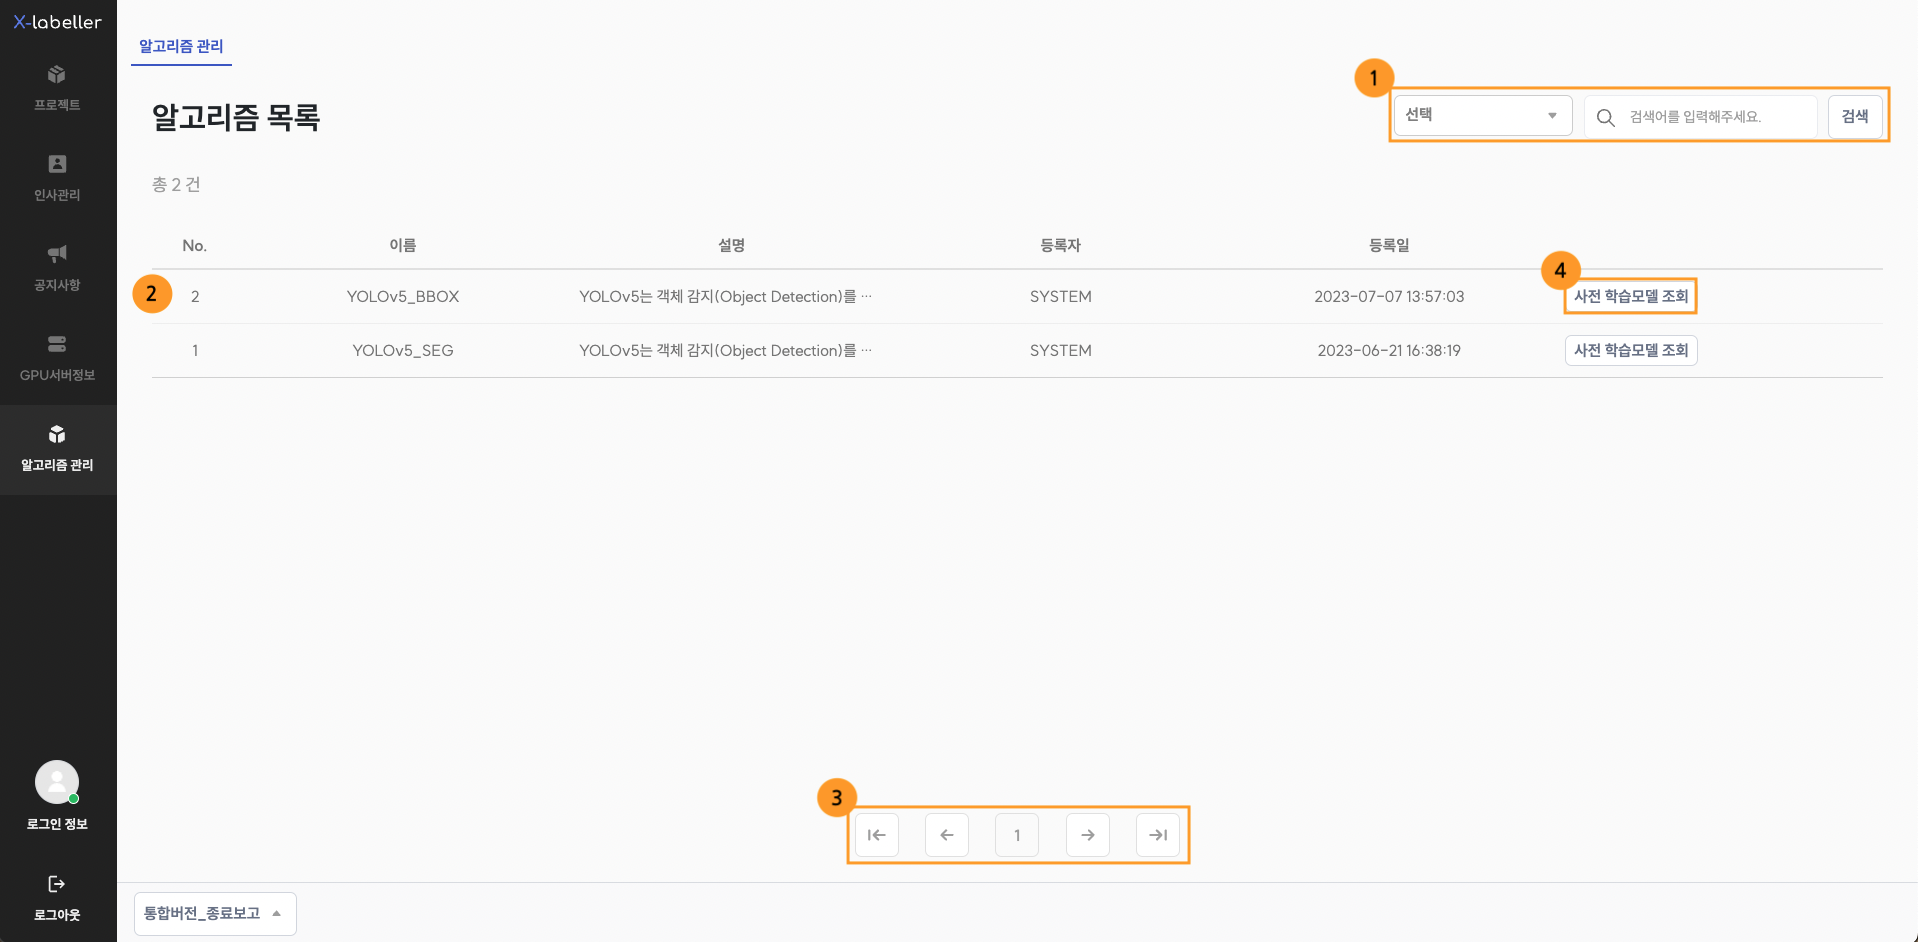 X-labeller
프로젝트
인사관리
공지사항
GPU서버정보
알고리즘 관리
로그인 정보
로그아웃
알고리즘 관리
알고리즘 목록
1
선택
검색어를 입력해주세요.
검색
총 2 건
No. 이름 설명 등록자 등록일
4
2
2 YOLOv5_BBOX YOLOv5는 객체 감지(Object Detection)를 ... SYSTEM 2023-07-07 13:57:03 사전 학습모델 조회
1 YOLOv5_SEG YOLOv5는 객체 감지(Object Detection)를 ... SYSTEM 2023-06-21 16:38:19 사전 학습모델 조회
3
1
통합버전_종료보고